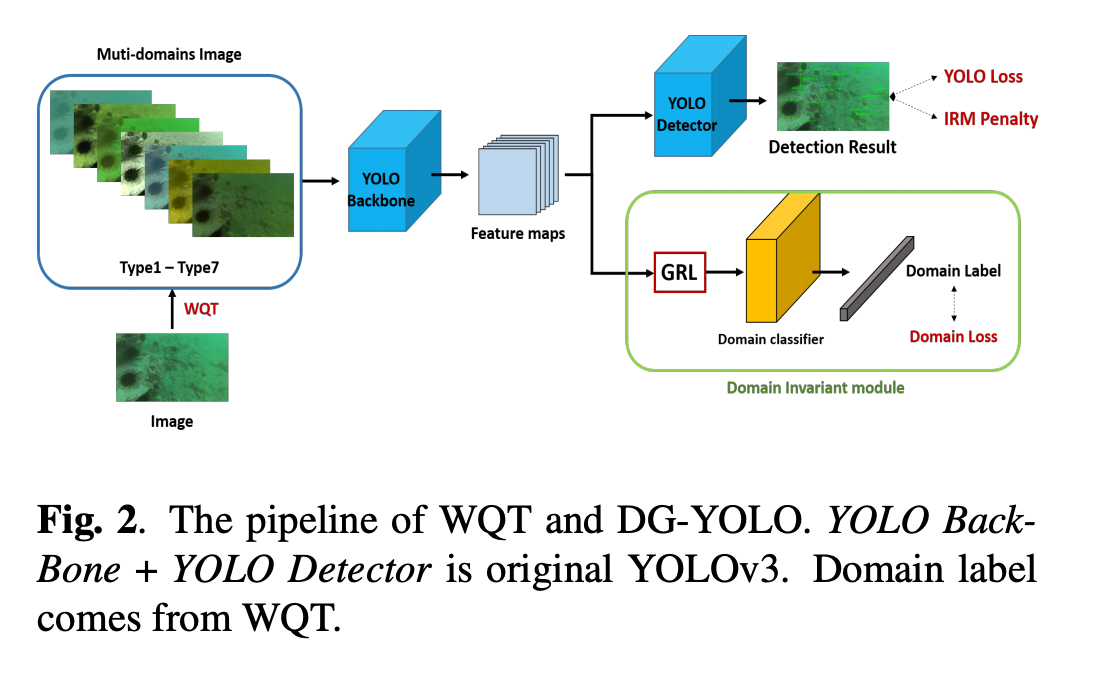 Muti-domains Image
Type1 – Type7
WQT
Image
YOLO
Backbone
Feature maps
YOLO
Detector
Detection Result
YOLO Loss
IRM Penalty
GRL
Domain classifier
Domain Label
Domain Loss
Domain Invariant module
Fig. 2. The pipeline of WQT and DG-YOLO. YOLO Back-
Bone + YOLO Detector is original YOLOv3. Domain label
comes from WQT.